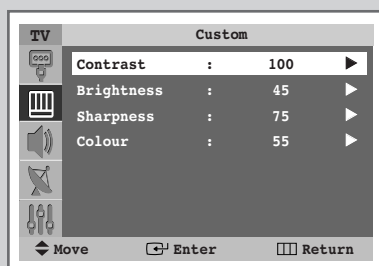 TV Custom
Contrast : 100 ▶
Brightness : 45 ▶
Sharpness : 75 ▶
Colour : 55 ▶
Move Enter Return